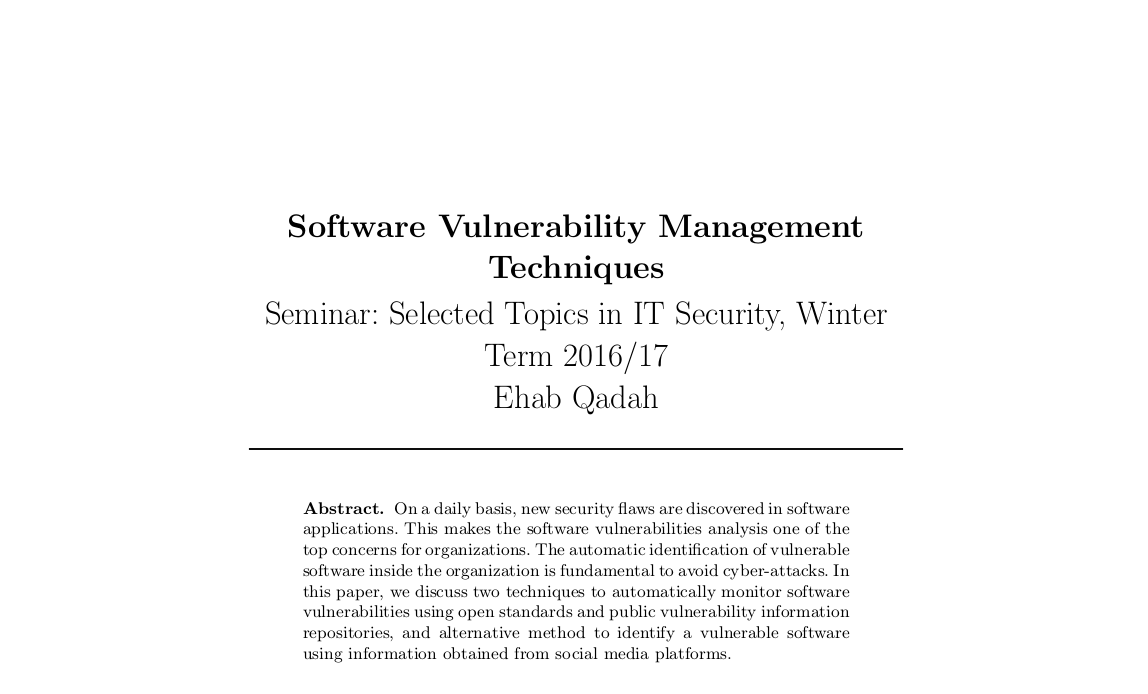 Software Vulnerability Management
Techniques
Seminar: Selected Topics in IT Security, Winter
Term 2016/17
Ehab Qadah
Abstract. On a daily basis, new security flaws are discovered in software
applications. This makes the software vulnerabilities analysis one of the
top concerns for organizations. The automatic identification of vulnerable
software inside the organization is fundamental to avoid cyber-attacks. In
this paper, we discuss two techniques to automatically monitor software
vulnerabilities using open standards and public vulnerability information
repositories, and alternative method to identify a vulnerable software
using information obtained from social media platforms.